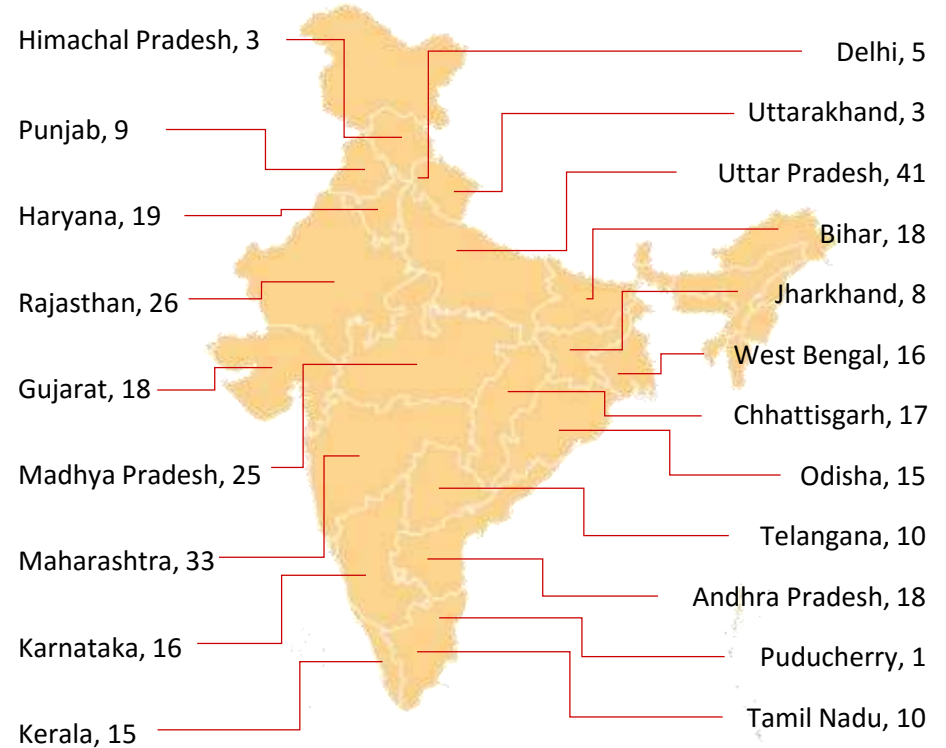 Himachal Pradesh, 3
Punjab, 9
Haryana, 19
Rajasthan, 26
Gujarat, 18
Madhya Pradesh, 25
Maharashtra, 33
Karnataka, 16
Kerala, 15
Delhi, 5
Uttarakhand, 3
Uttar Pradesh, 41
Bihar, 18
Jharkhand, 8
West Bengal, 16
Chhattisgarh, 17
Odisha, 15
Telangana, 10
Andhra Pradesh, 18
Puducherry, 1
Tamil Nadu, 10